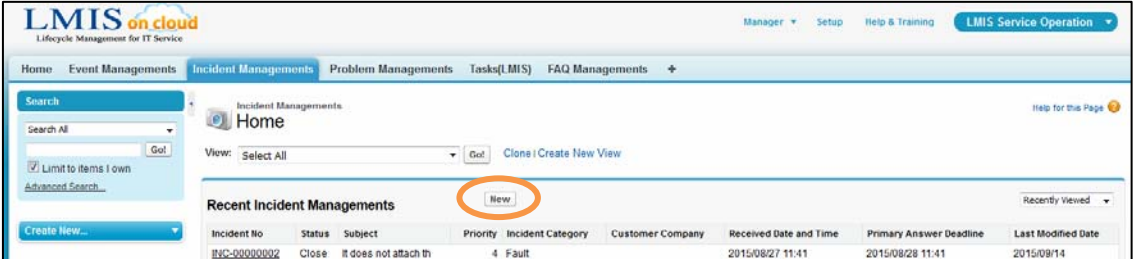 LMIS on cloud
Lifecycle Management for IT Service
Manager Setup Help & Training LMIS Service Operation
Home Event Managements Incident Managements Problem Managements Tasks(LMIS) FAQ Managements +
Search
Search All
Go!
Limit to items I own
Advanced Search...
Create New...
Incident Managements
Home
Help for this Page
View: Select All Go! Clone | Create New View
Recent Incident Managements New Recently Viewed
Incident No Status Subject Priority Incident Category Customer Company Received Date and Time Primary Answer Deadline Last Modified Date
INC-00000002 Close It does not attach th 4 Fault 2015/08/27 11:41 2015/08/28 11:41 2015/09/14